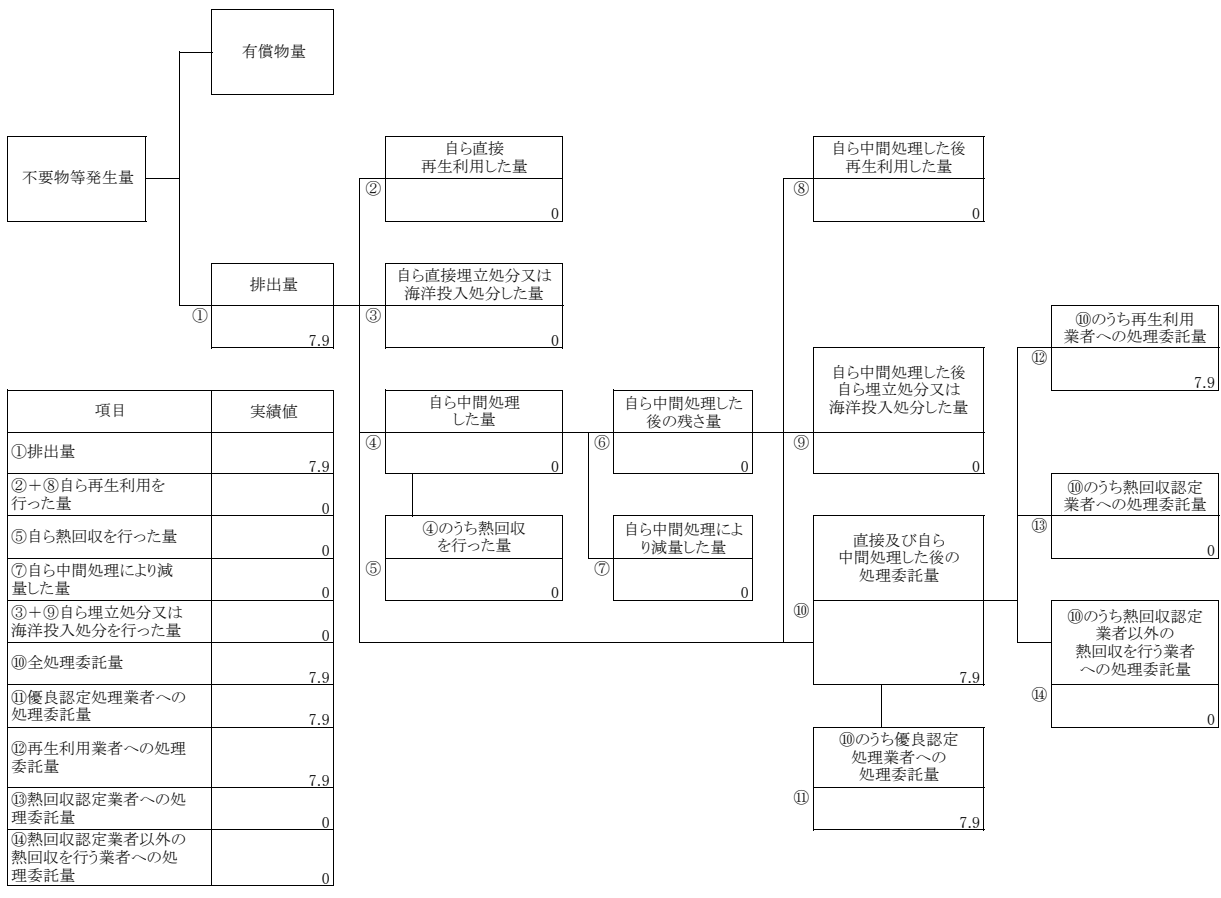 有償物量
不要物等発生量
自ら直接
再生利用した量
②
0
自ら中間処理した後
再生利用した量
⑧
0
排出量
①
7.9
自ら直接埋立処分又は
海洋投入処分した量
③
0
自ら中間処理
した量
④
0
自ら中間処理した
後の残さ量
⑥
0
自ら中間処理した後
自ら埋立処分又は
海洋投入処分した量
⑨
0
⑩のうち再生利用
業者への処理委託量
⑫
7.9
④のうち熱回収
を行った量
⑤
0
自ら中間処理によ
り減量した量
⑦
0
直接及び自ら
中間処理した後の
処理委託量
⑩
7.9
⑩のうち熱回収認定
業者への処理委託量
⑬
0
⑩のうち熱回収認定
業者以外の
熱回収を行う業者
への処理委託量
⑭
0
⑩のうち優良認定
処理業者への
処理委託量
⑪
7.9
項目 実績値
①排出量
7.9
②＋⑧自ら再生利用を
行った量
0
⑤自ら熱回収を行った量
0
⑦自ら中間処理により減
量した量
0
③＋⑨自ら埋立処分又は
海洋投入処分を行った量
0
⑩全処理委託量
7.9
⑪優良認定処理業者への
処理委託量
7.9
⑫再生利用業者への処理
委託量
7.9
⑬熱回収認定業者への処
理委託量
0
⑭熱回収認定業者以外の
熱回収を行う業者への処
理委託量
0